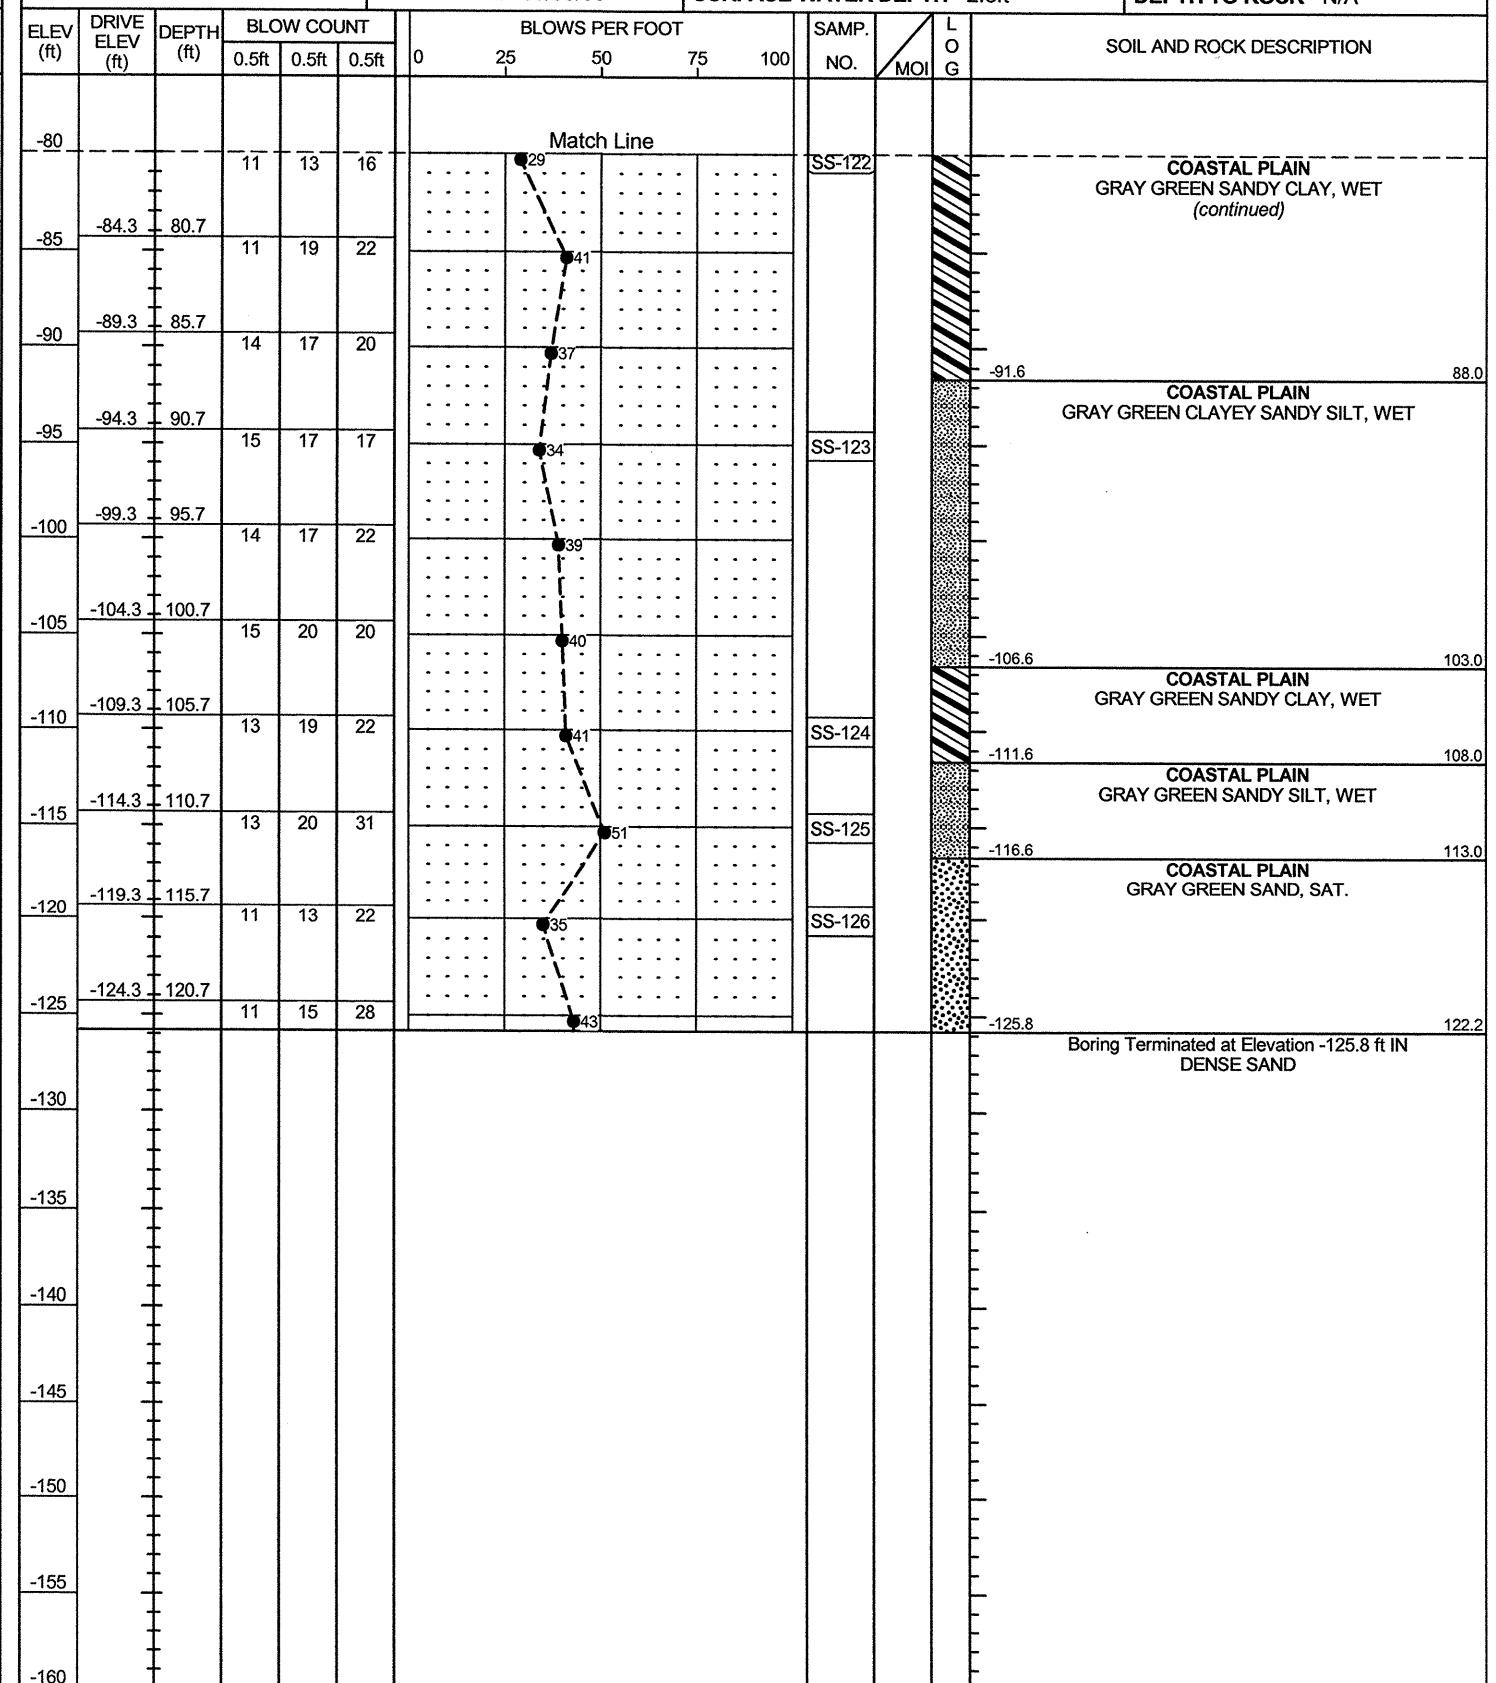 DEPTH TO ROCK N/A
ELEV (ft) DRIVE ELEV (ft) DEPTH (ft) BLOW COUNT BLOWS PER FOOT SAMP. NO. MOI LOG SOIL AND ROCK DESCRIPTION
0.5ft 0.5ft 0.5ft 0 25 50 75 100
Match Line
-80
11 13 16 29 SS-122
COASTAL PLAIN
GRAY GREEN SANDY CLAY, WET
(continued)
-84.3 80.7
-85 11 19 22 41
-89.3 85.7
-90 14 17 20 37
-91.6 88.0
COASTAL PLAIN
GRAY GREEN CLAYEY SANDY SILT, WET
-94.3 90.7
-95 15 17 17 34 SS-123
-99.3 95.7
-100 14 17 22 39
-104.3 100.7
-105 15 20 20 40
-106.6 103.0
COASTAL PLAIN
GRAY GREEN SANDY CLAY, WET
-109.3 105.7
-110 13 19 22 41 SS-124
-111.6 108.0
COASTAL PLAIN
GRAY GREEN SANDY SILT, WET
-114.3 110.7
-115 13 20 31 51 SS-125
-116.6 113.0
COASTAL PLAIN
GRAY GREEN SAND, SAT.
-119.3 115.7
-120 11 13 22 35 SS-126
-124.3 120.7
-125 11 15 28 43
-125.8 122.2
Boring Terminated at Elevation -125.8 ft IN
DENSE SAND
-130
-135
-140
-145
-150
-155
-160